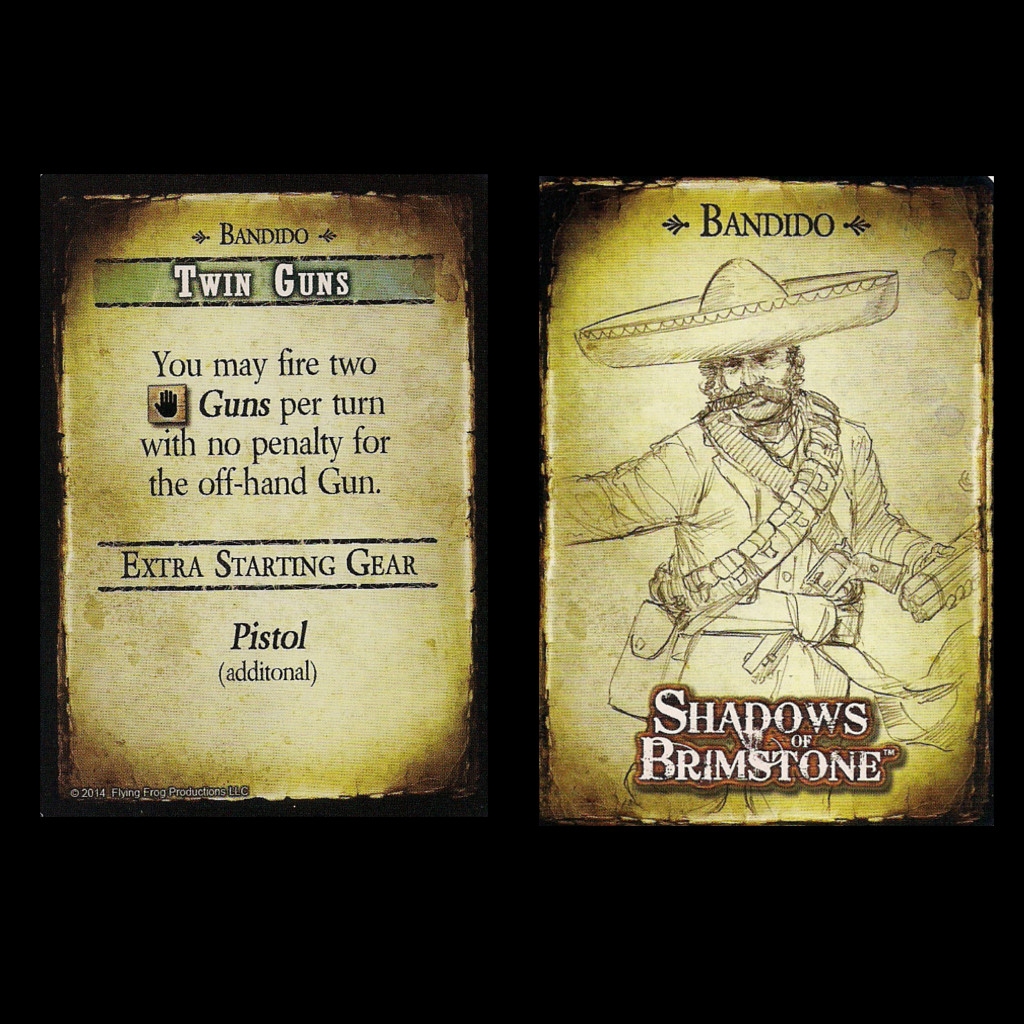 Bandido
Twin Guns
You may fire two
Guns per turn
with no penalty for
the off-hand Gun.
Extra Starting Gear
Pistol
(additonal)
© 2014 Flying Frog Productions LLC
Bandido
Shadows
of
Brimstone™